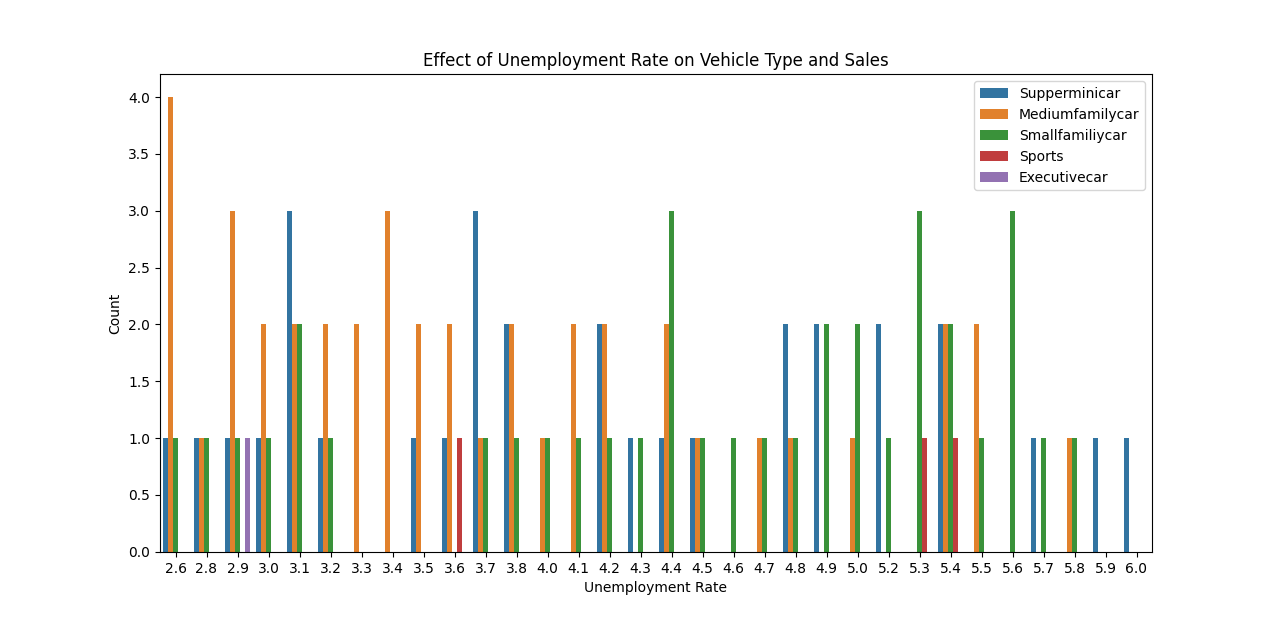 Effect of Unemployment Rate on Vehicle Type and Sales
Supperminicar
Mediumfamilycar
Smallfamiliycar
Sports
Executivecar
4.0
3.5
3.0
2.5
2.0
1.5
1.0
0.5
0.0
Count
2.6 2.8 2.9 3.0 3.1 3.2 3.3 3.4 3.5 3.6 3.7 3.8 4.0 4.1 4.2 4.3 4.4 4.5 4.6 4.7 4.8 4.9 5.0 5.2 5.3 5.4 5.5 5.6 5.7 5.8 5.9 6.0
Unemployment Rate